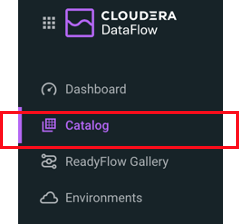 CLOUDERA
DataFlow
Dashboard
Catalog
ReadyFlow Gallery
Environments